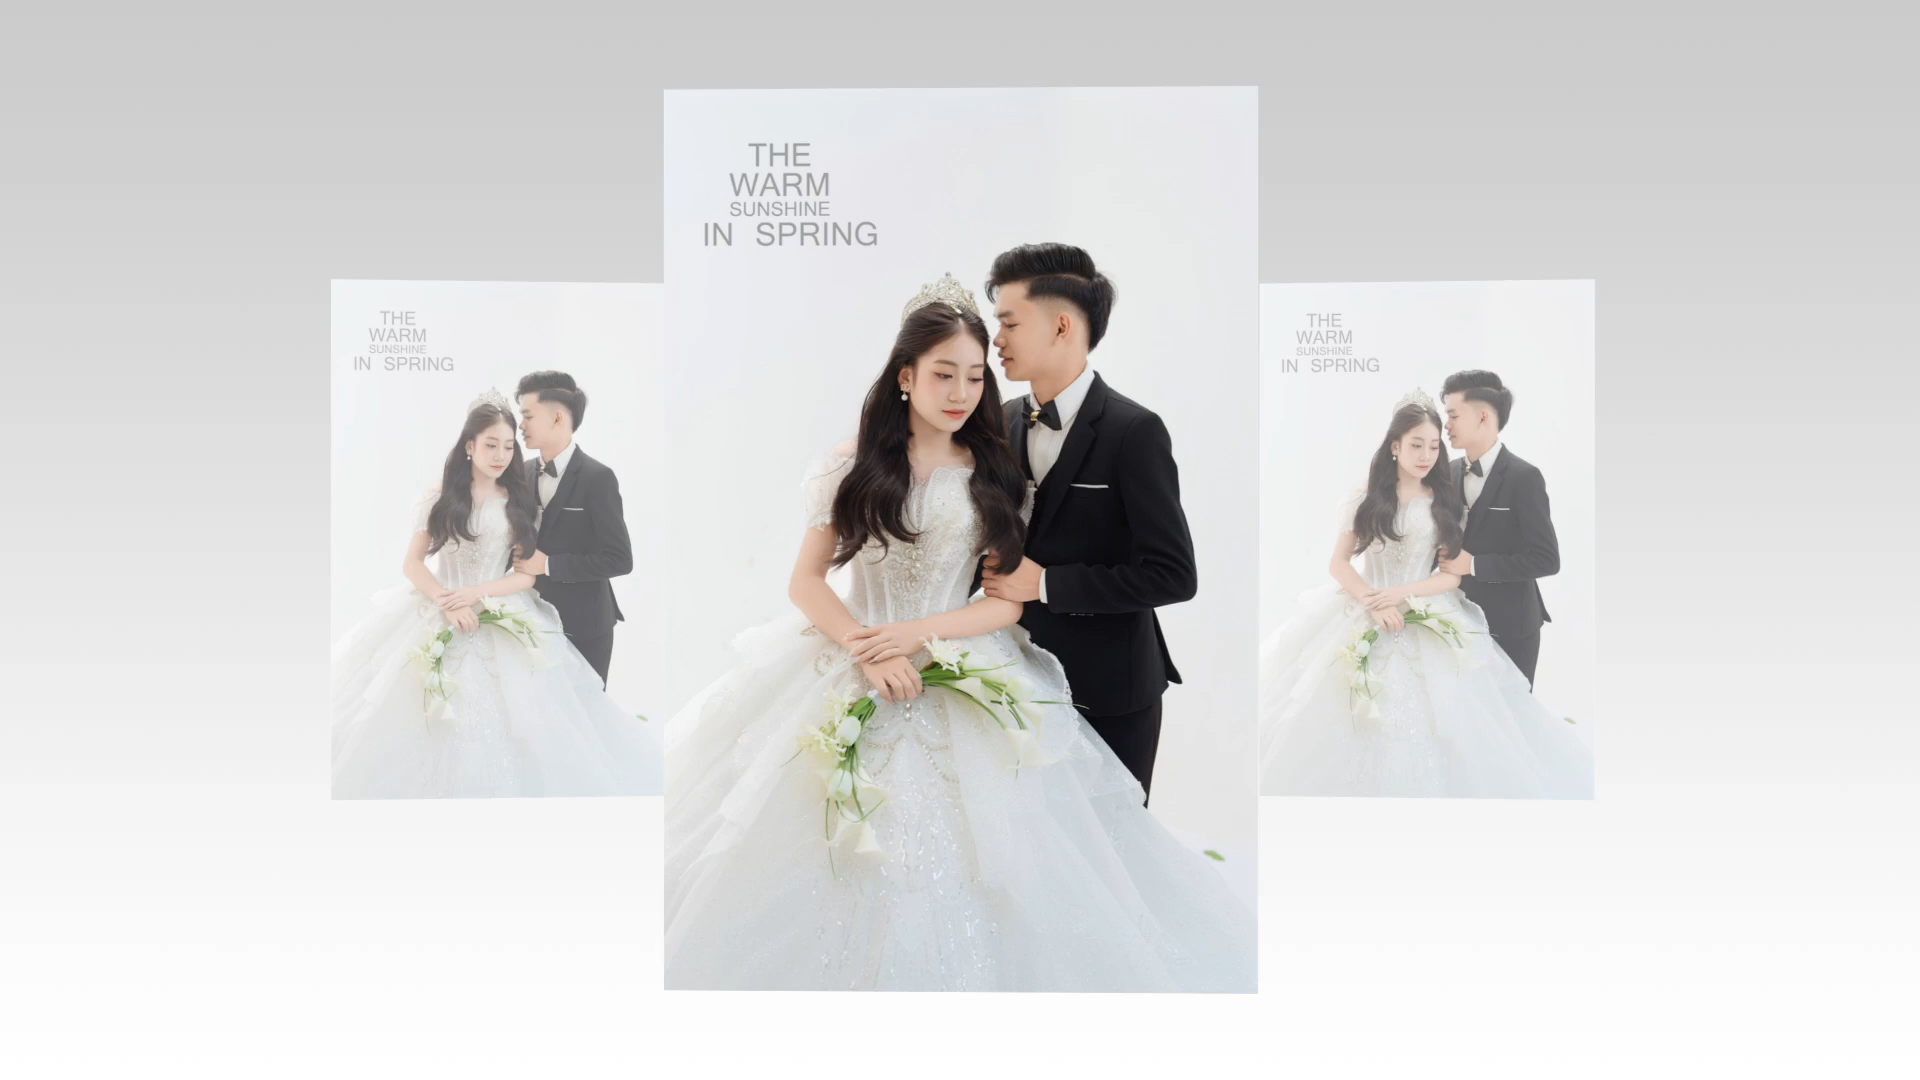 THE
WARM
SUNSHINE
IN SPRING
THE
WARM
SUNSHINE
IN SPRING
THE
WARM
SUNSHINE
IN SPRING